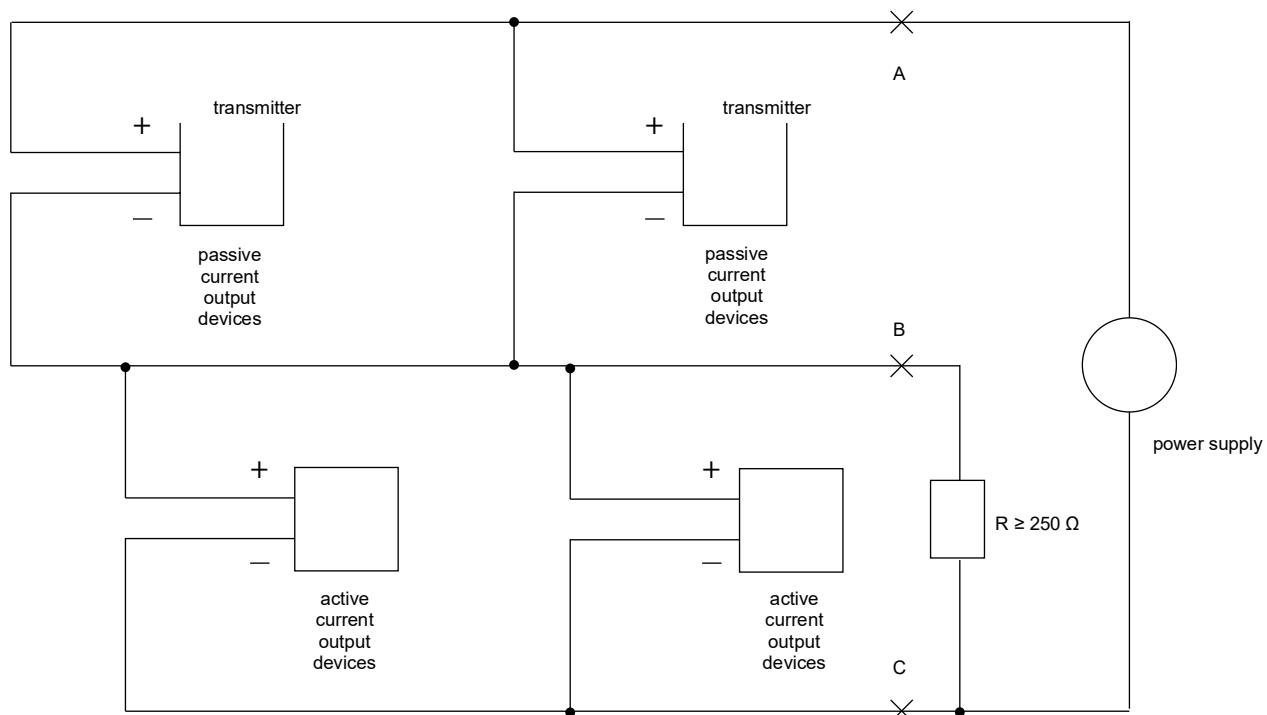 A
transmitter
transmitter
+
+
—
—
passive
current
output
devices
passive
current
output
devices
B
power supply
+
+
R ≥ 250 Ω
—
—
active
current
output
devices
active
current
output
devices
C